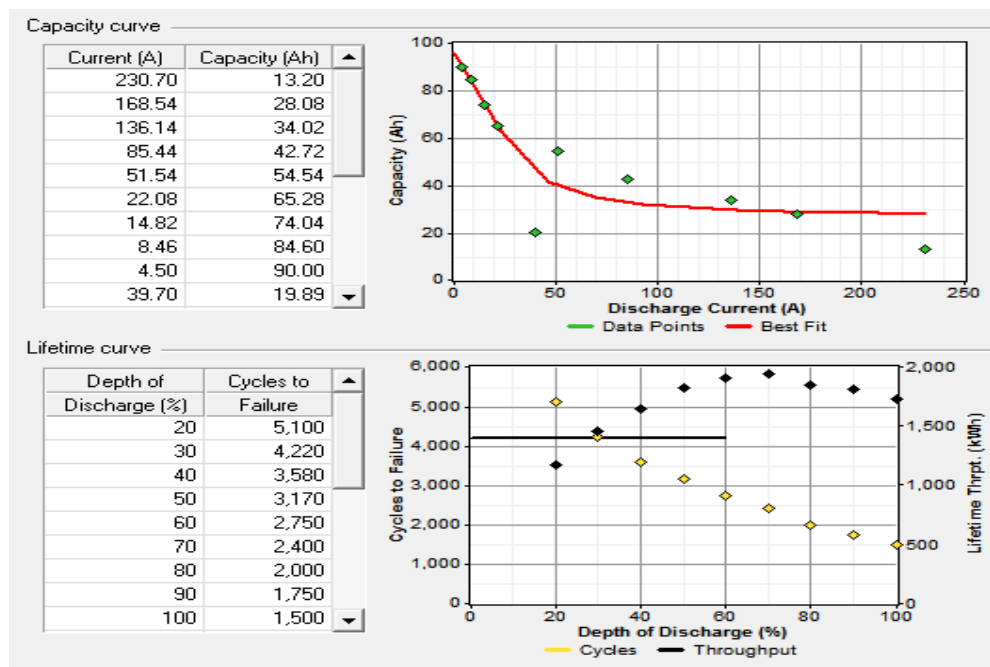 Capacity curve
Current (A) Capacity (Ah)
230.70 13.20
168.54 28.08
136.14 34.02
85.44 42.72
51.54 54.54
22.08 65.28
14.82 74.04
8.46 84.60
4.50 90.00
39.70 19.89
Capacity (Ah)
100
80
60
40
20
0
0 50 100 150 200 250
Discharge Current (A)
Data Points Best Fit
Lifetime curve
Depth of Cycles to
Discharge (%) Failure
20 5,100
30 4,220
40 3,580
50 3,170
60 2,750
70 2,400
80 2,000
90 1,750
100 1,500
Cycles to Failure
6,000
5,000
4,000
3,000
2,000
1,000
0
0 20 40 60 80 100
Depth of Discharge (%)
2,000
1,500
1,000
500
0
Lifetime Thrpt. (kWh)
Cycles Throughput